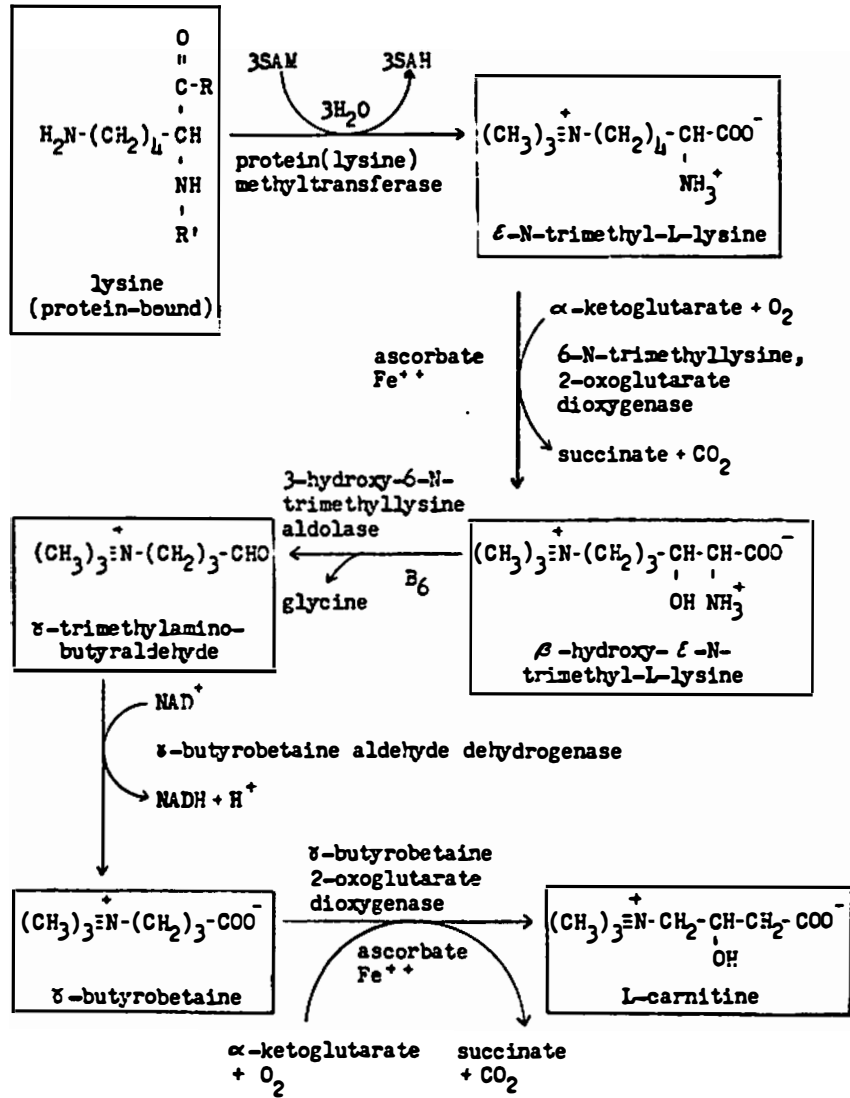 O
"
C-R
H₂N-(CH₂)₄-CH
NH
R'
lysine
(protein-bound)
3SAM
3SAH
3H₂O
protein(lysine)
methyltransferase
+
(CH₃)₃≡N-(CH₂)₄-CH-COO⁻
NH₃⁺
ε-N-trimethyl-L-lysine
ascorbate
Fe⁺⁺
α-ketoglutarate + O₂
6-N-trimethyllysine,
2-oxoglutarate
dioxygenase
succinate + CO₂
+
(CH₃)₃≡N-(CH₂)₃-CH-CH-COO⁻
OH NH₃⁺
β-hydroxy-ε-N-
trimethyl-L-lysine
3-hydroxy-6-N-
trimethyllysine
aldolase
B₆
glycine
+
(CH₃)₃≡N-(CH₂)₃-CHO
γ-trimethylamino-
butyraldehyde
NAD⁺
γ-butyrobetaine aldehyde dehydrogenase
NADH + H⁺
+
(CH₃)₃≡N-(CH₂)₃-COO⁻
γ-butyrobetaine
γ-butyrobetaine
2-oxoglutarate
dioxygenase
ascorbate
Fe⁺⁺
α-ketoglutarate
+ O₂
succinate
+ CO₂
+
(CH₃)₃≡N-CH₂-CH-CH₂-COO⁻
OH
L-carnitine